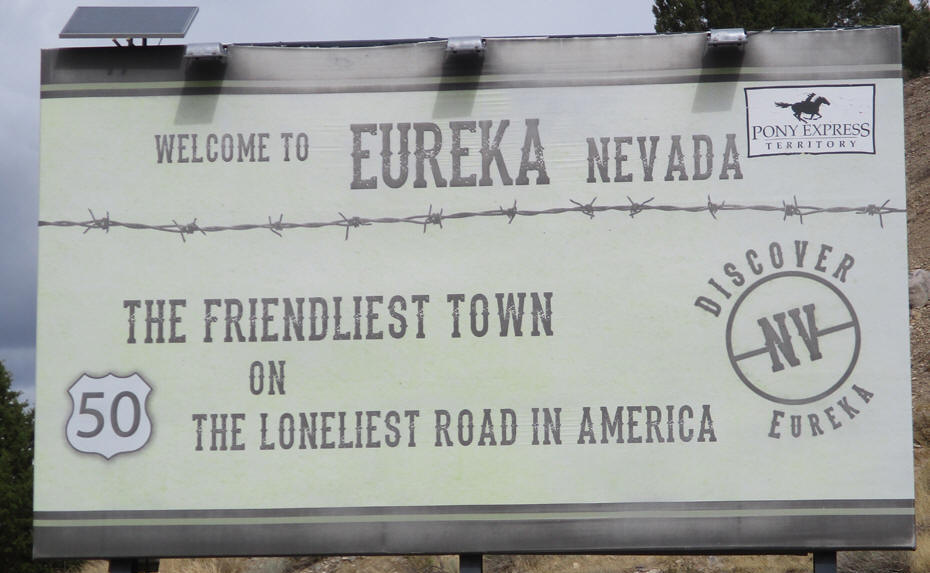 WELCOME TO EUREKA NEVADA
PONY EXPRESS
TERRITORY
THE FRIENDLIEST TOWN
ON
THE LONELIEST ROAD IN AMERICA
50
DISCOVER
NV
EUREKA